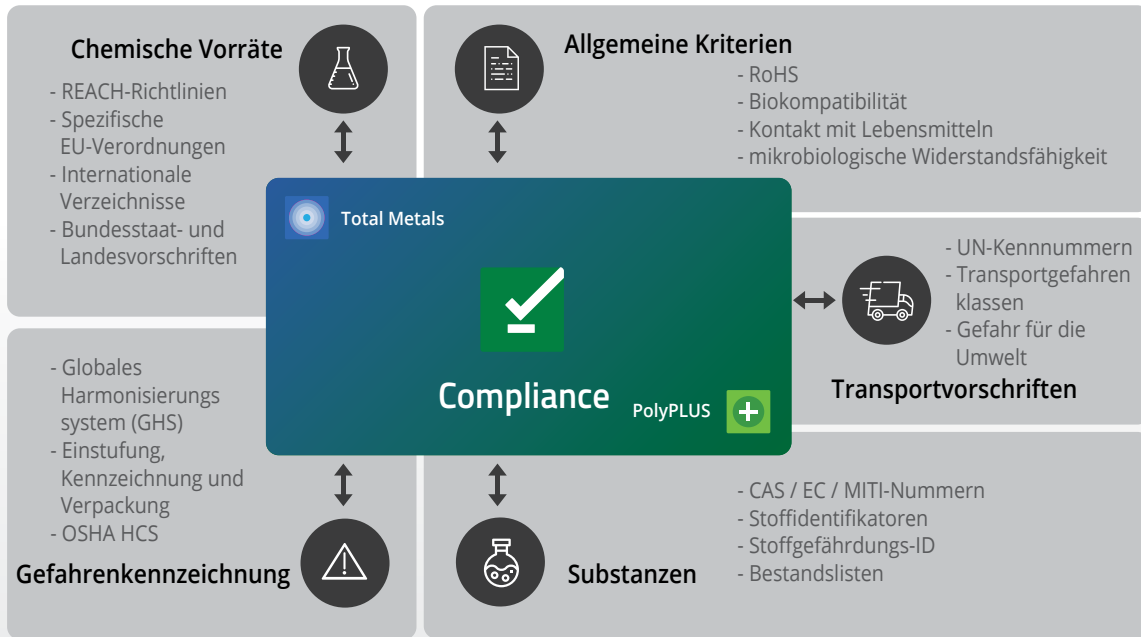 Chemische Vorräte
- REACH-Richtlinien
- Spezifische
EU-Verordnungen
- Internationale
Verzeichnisse
- Bundesstaat- und
Landesvorschriften
Allgemeine Kriterien
- RoHS
- Biokompatibilität
- Kontakt mit Lebensmitteln
- mikrobiologische Widerstandsfähigkeit
Total Metals
Compliance
PolyPLUS
- UN-Kennnummern
- Transportgefahren
klassen
- Gefahr für die
Umwelt
Transportvorschriften
- Globales
Harmonisierungs
system (GHS)
- Einstufung,
Kennzeichnung und
Verpackung
- OSHA HCS
Gefahrenkennzeichnung
- CAS / EC / MITI-Nummern
- Stoffidentifikatoren
- Stoffgefährdungs-ID
- Bestandslisten
Substanzen